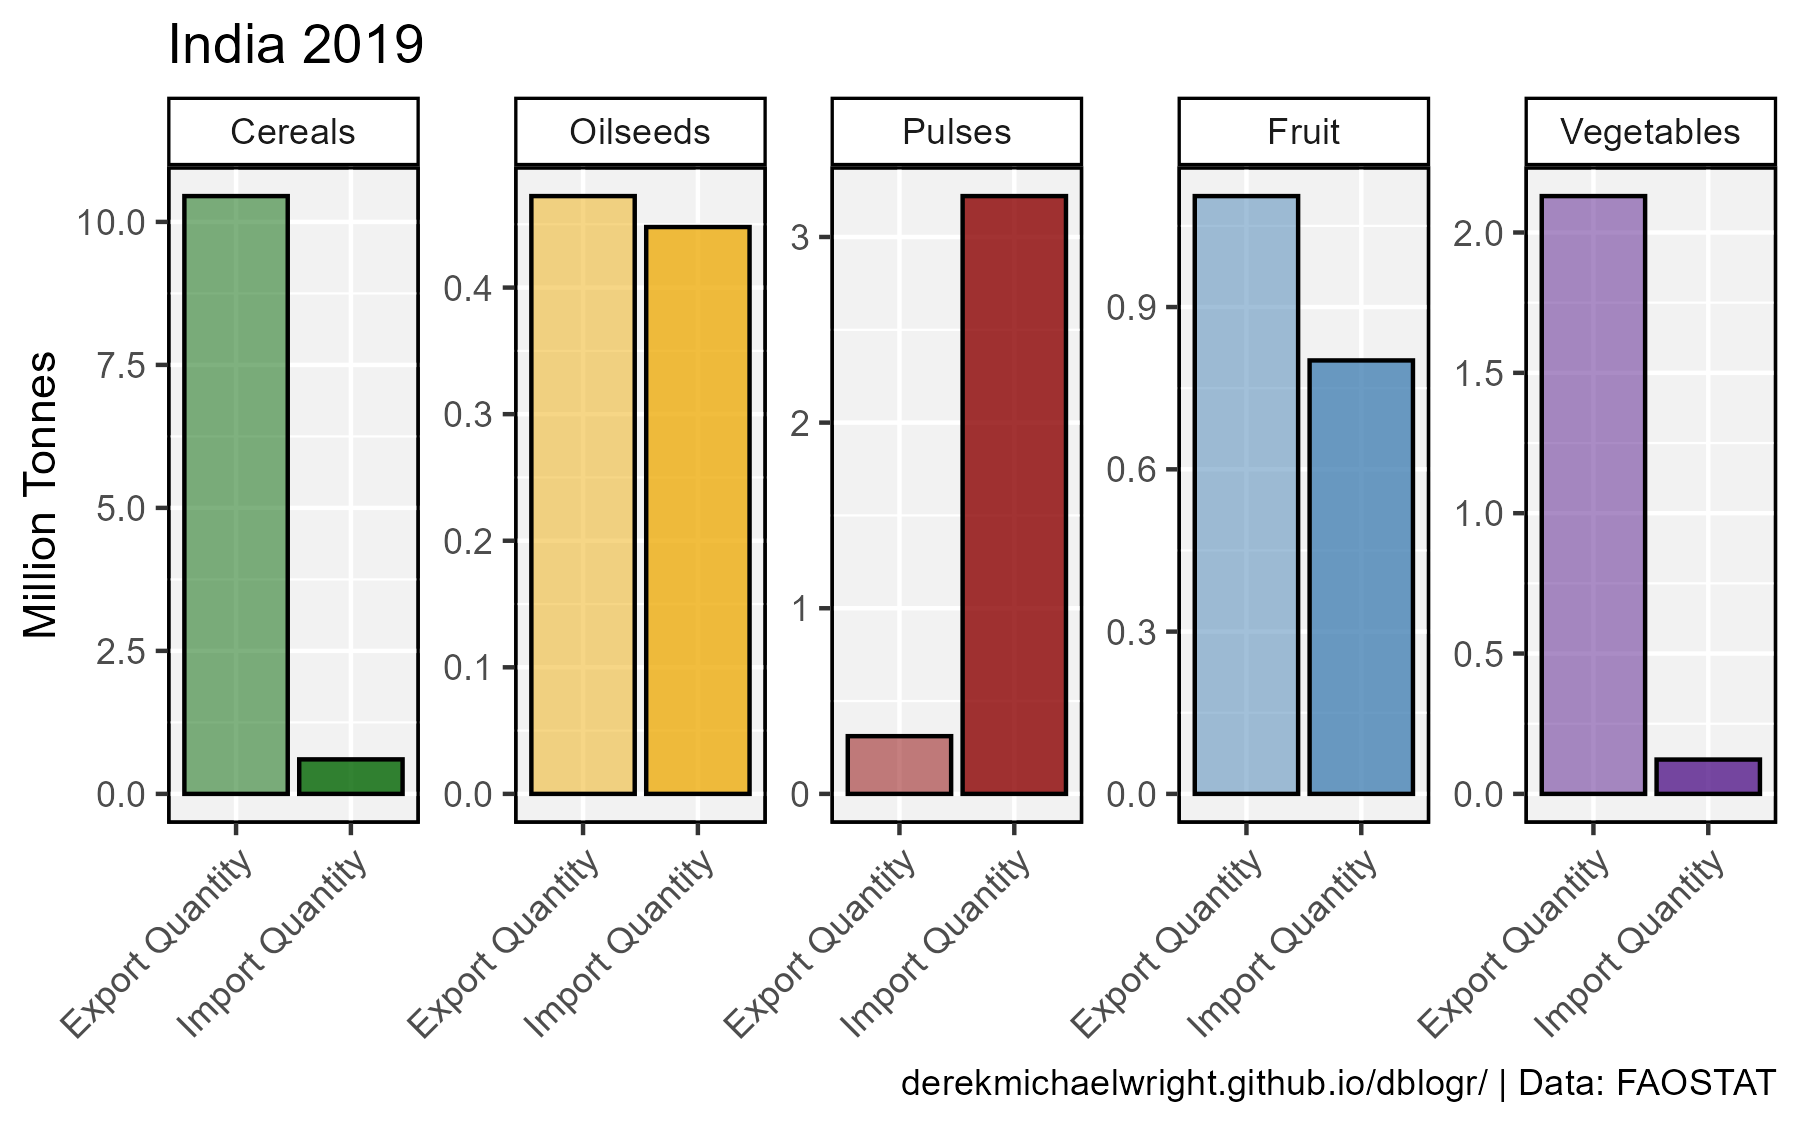 India 2019
Cereals
Oilseeds
Pulses
Fruit
Vegetables
Million Tonnes
10.0
7.5
5.0
2.5
0.0
0.4
0.3
0.2
0.1
0.0
3
2
1
0
0.9
0.6
0.3
0.0
2.0
1.5
1.0
0.5
0.0
Export Quantity
Import Quantity
Export Quantity
Import Quantity
Export Quantity
Import Quantity
Export Quantity
Import Quantity
Export Quantity
Import Quantity
derekmichaelwright.github.io/dblogr/ | Data: FAOSTAT